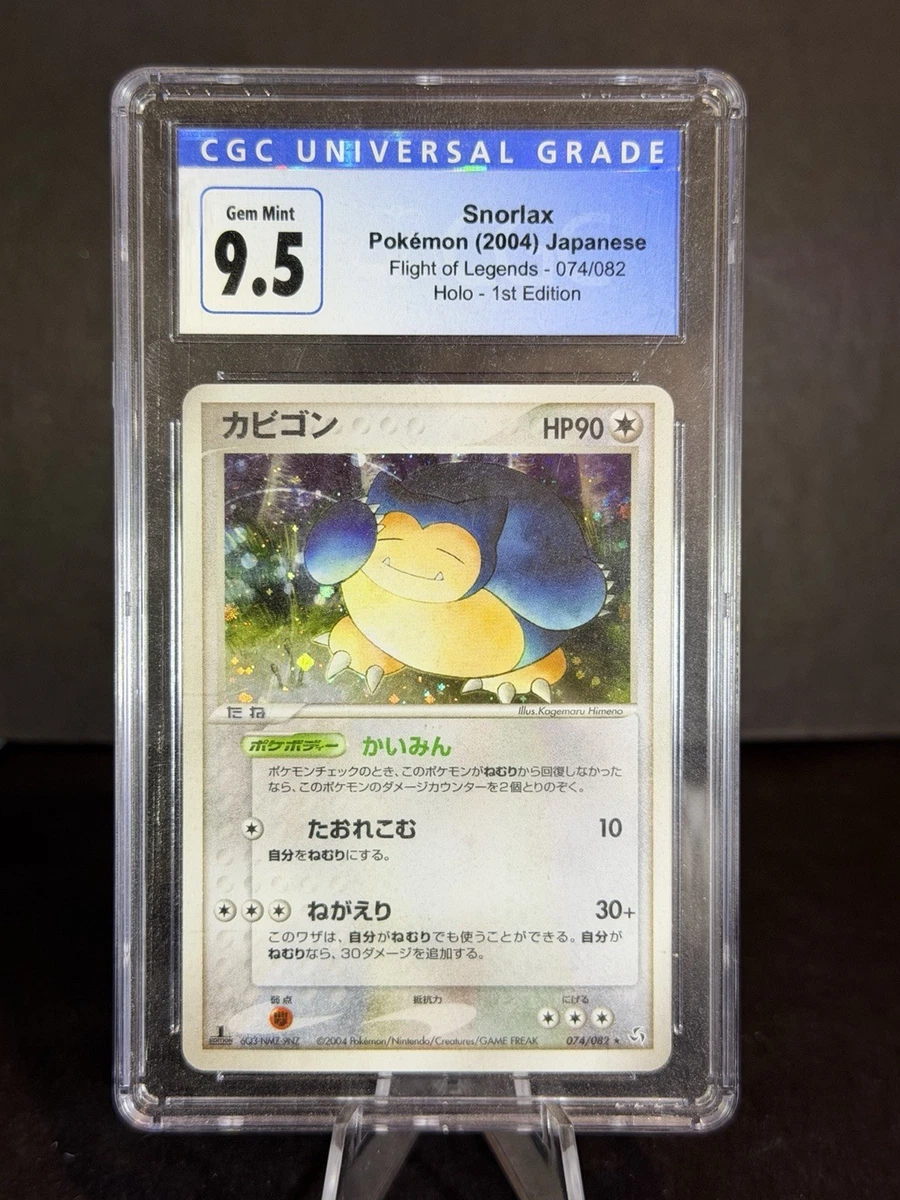 CGC UNIVERSAL GRADE
Gem Mint
9.5
Snorlax
Pokémon (2004) Japanese
Flight of Legends - 074/082
Holo - 1st Edition
カビゴン
HP90
たね
Illus.Kagemaru Himeno
ポケボディー かいみん
ポケモンチェックのとき、このポケモンがねむりから回復しなかった
なら、このポケモンのダメージカウンターを2個とりのぞく。
たおれこむ 10
自分をねむりにする。
ねがえり 30+
このワザは、自分がねむりでも使うことができる。自分が
ねむりなら、30ダメージを追加する。
弱点 抵抗力 にげる
1 EDITION 6Q3-NMZ-9NZ ©2004 Pokémon/Nintendo/Creatures/GAME FREAK 074/082 ★